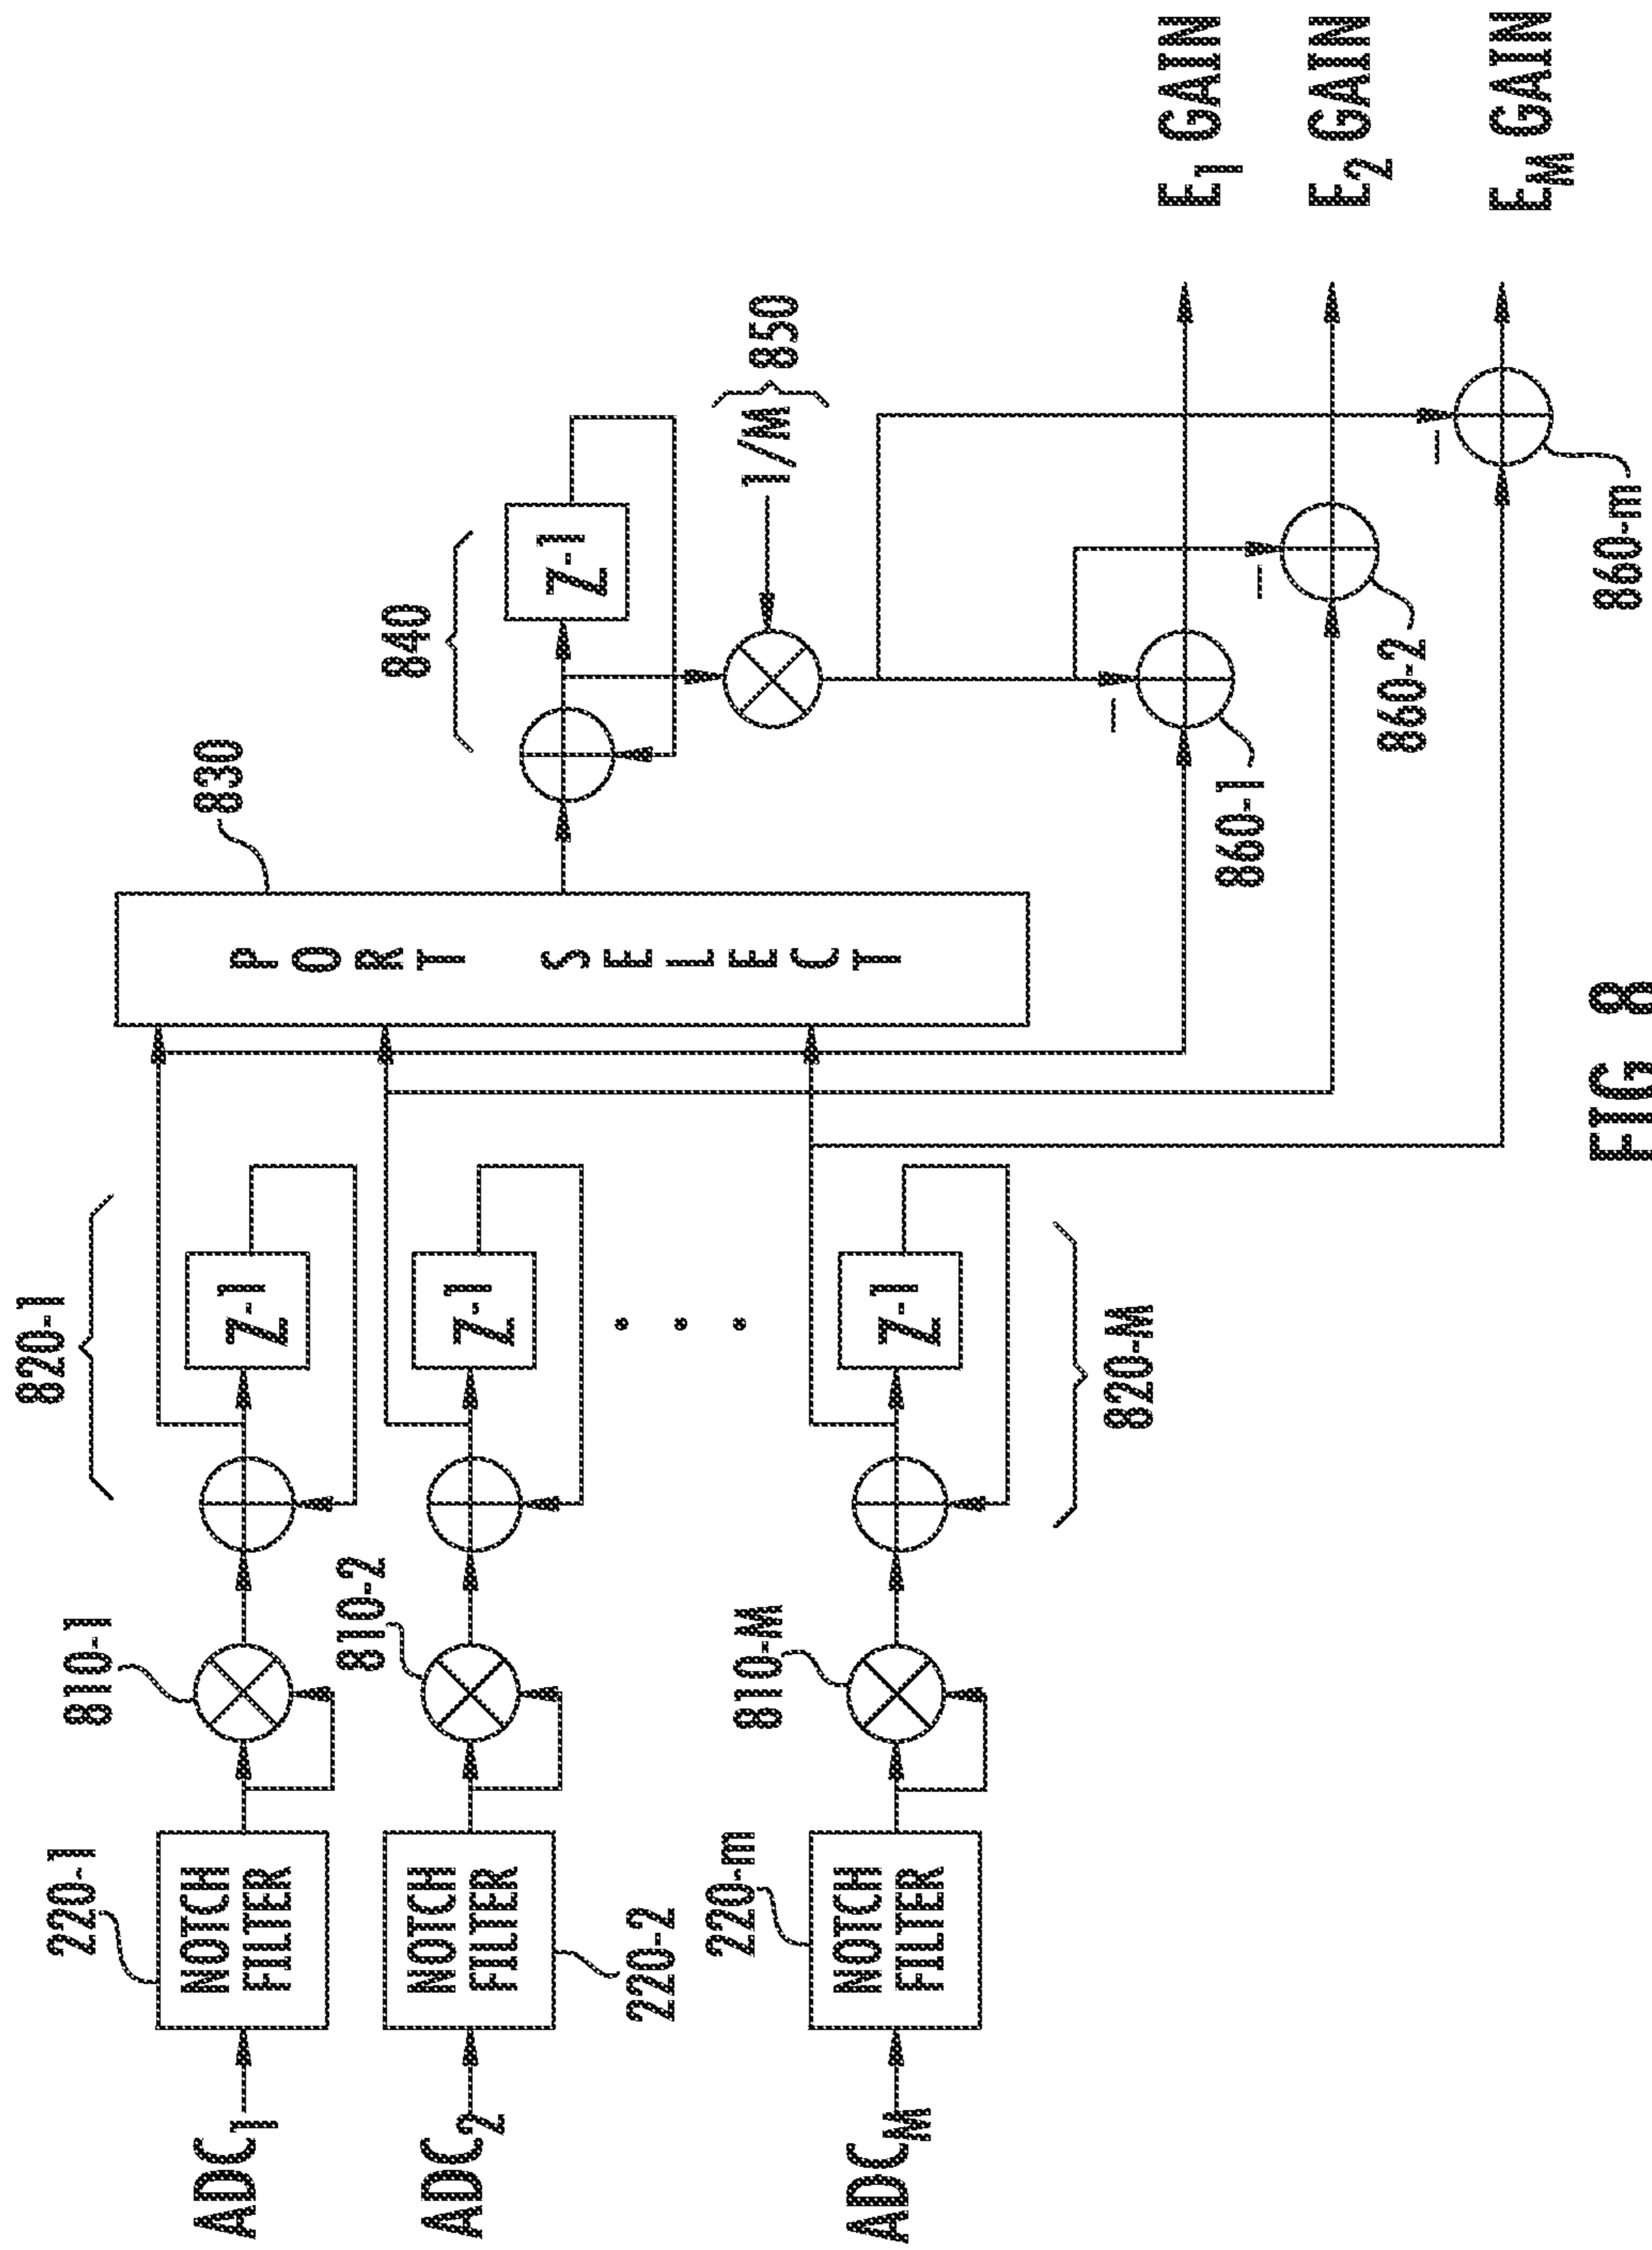 820-1
810-1
220-1
ADC1
NOTCH
FILTER
Z-1
830
810-2
220-2
ADC2
NOTCH
FILTER
Z-1
PORT SELECT
840
Z-1
. . .
810-M
220-m
ADCM
NOTCH
FILTER
Z-1
820-M
1/M
850
860-1
860-2
860-m
E1 GAIN
E2 GAIN
EM GAIN
FIG 8